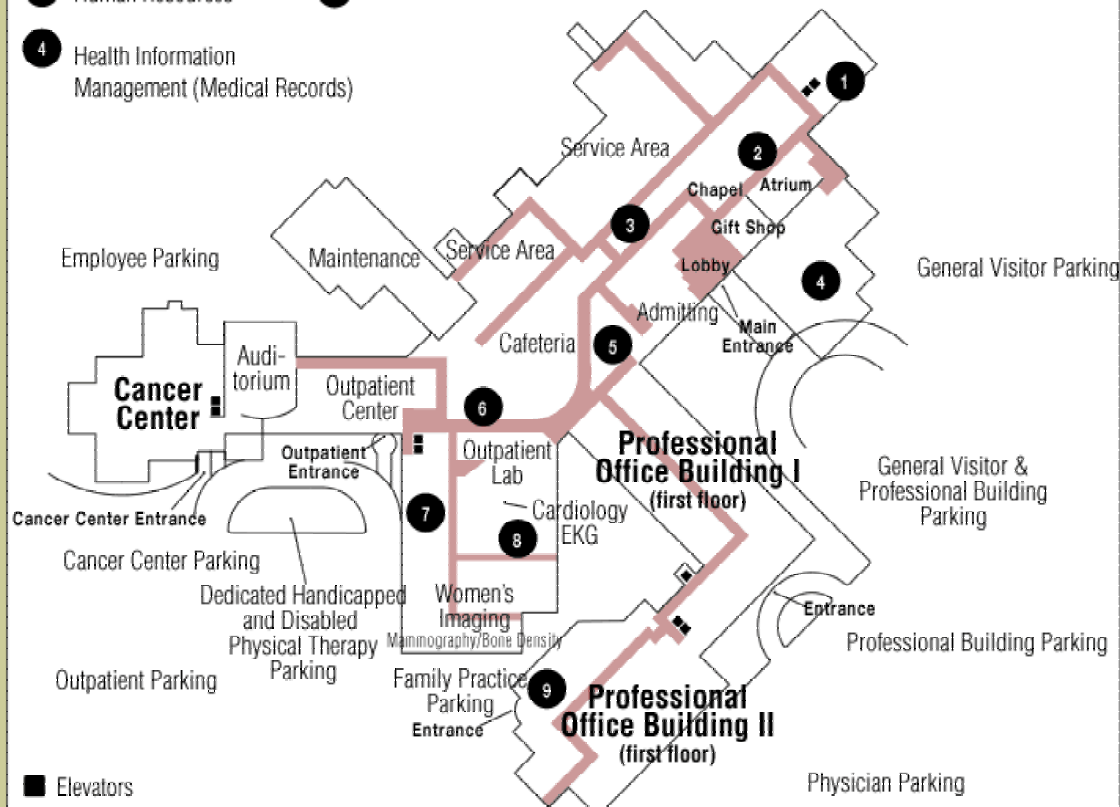 Human Resources
4 Health Information
Management (Medical Records)
1
Service Area
2
Chapel
Atrium
3
Gift Shop
Employee Parking
Maintenance
Service Area
Lobby
4
General Visitor Parking
Admitting
Main
Entrance
Cafeteria
5
Audi-
torium
Cancer
Center
Outpatient
Center
6
Outpatient
Entrance
Outpatient
Lab
Professional
Office Building I
(first floor)
General Visitor &
Professional Building
Parking
Cancer Center Entrance
7
Cardiology
EKG
8
Cancer Center Parking
Dedicated Handicapped
and Disabled
Physical Therapy
Parking
Women's
Imaging
Mammography/Bone Density
Entrance
Professional Building Parking
Outpatient Parking
Family Practice
Parking
Entrance
9
Professional
Office Building II
(first floor)
Elevators
Physician Parking